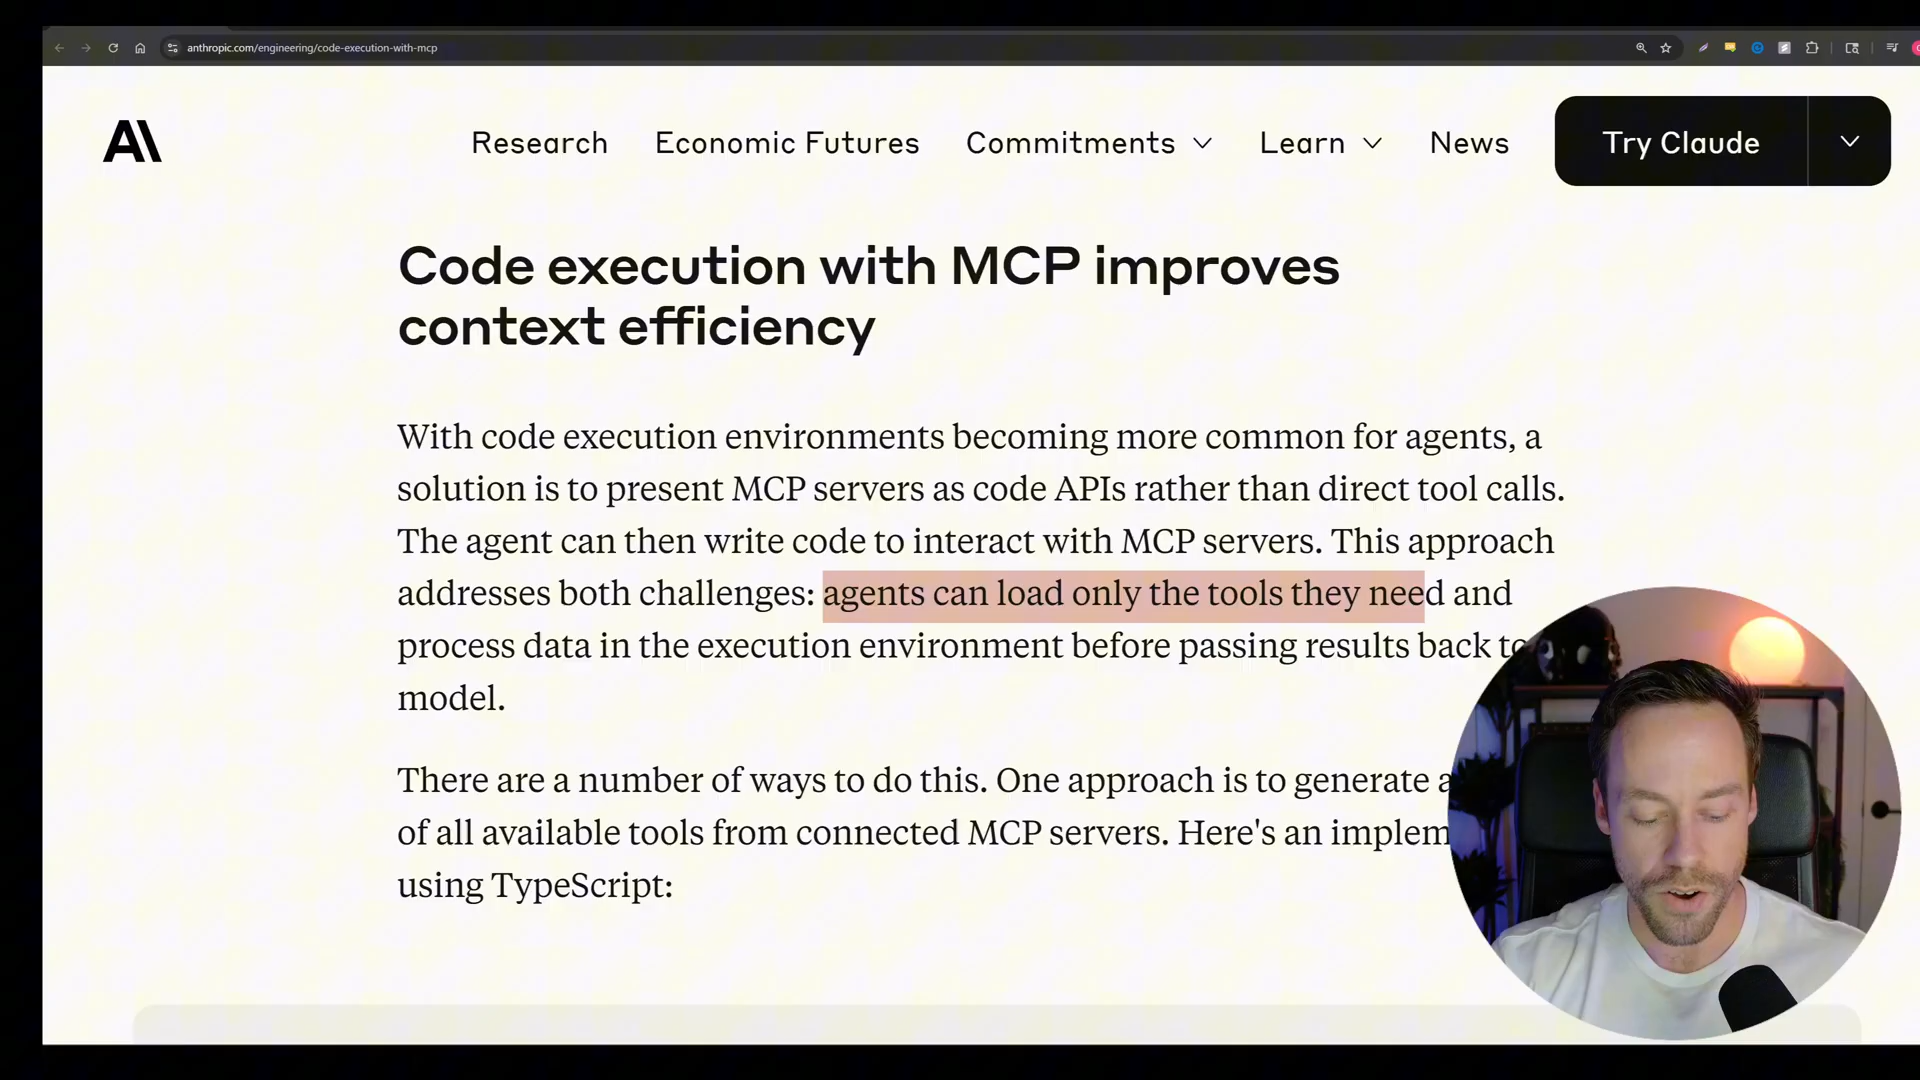 anthropic.com/engineering/code-execution-with-mcp
Research Economic Futures Commitments Learn News Try Claude
Code execution with MCP improves
context efficiency
With code execution environments becoming more common for agents, a
solution is to present MCP servers as code APIs rather than direct tool calls.
The agent can then write code to interact with MCP servers. This approach
addresses both challenges: agents can load only the tools they need and
process data in the execution environment before passing results back to
model.
There are a number of ways to do this. One approach is to generate a
of all available tools from connected MCP servers. Here's an implem
using TypeScript: